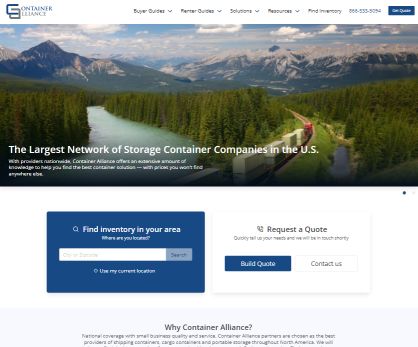 CONTAINER
ALLIANCE
Buyer Guides
Renter Guides
Solutions
Resources
Find Inventory
866-533-5094
Get Quote
The Largest Network of Storage Container Companies in the U.S.
With providers nationwide, Container Alliance offers an extensive amount of
knowledge to help you find the best container solution — with prices you won't find
anywhere else.
Find inventory in your area
Where are you located?
City or Zipcode
Search
Use my current location
Request a Quote
Quickly tell us your needs and we will be in touch shortly
Build Quote
Contact us
Why Container Alliance?
National coverage with small business quality and service. Container Alliance partners are chosen as the best
providers of shipping containers, cargo containers and portable storage throughout North America. We will